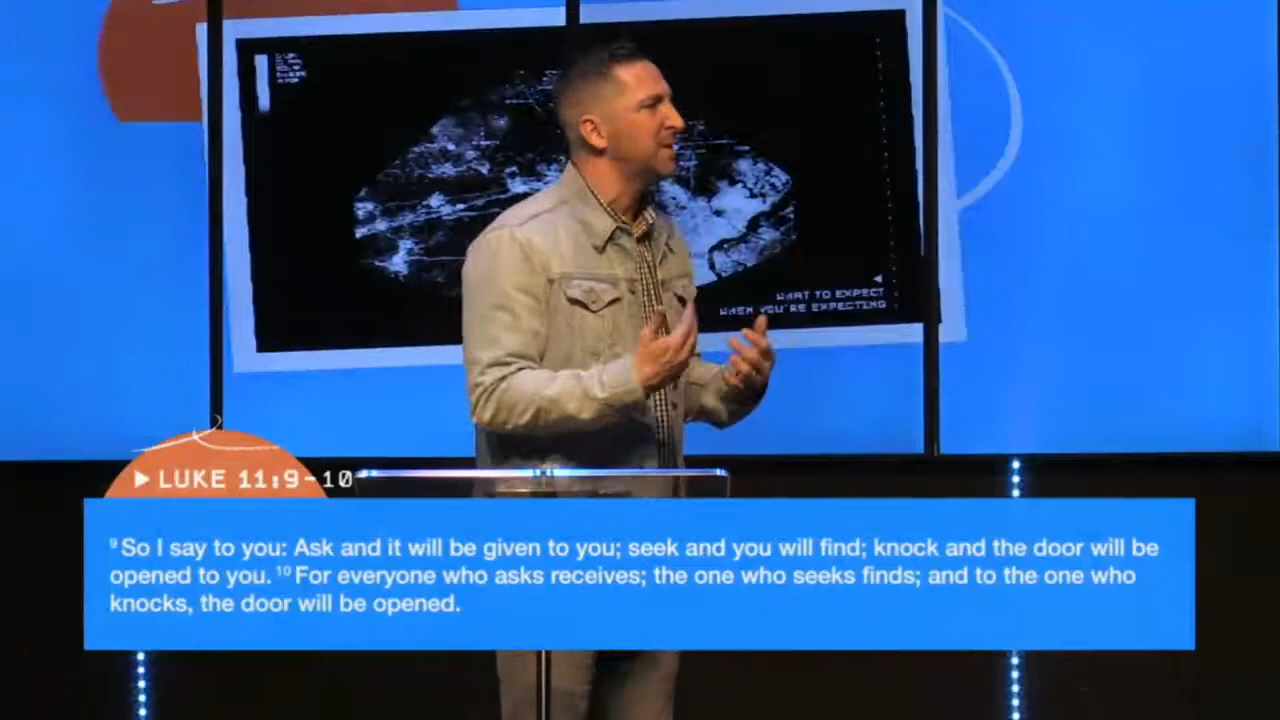 WHAT TO EXPECT
WHEN YOU'RE EXPECTING
▶ LUKE 11:9-10
⁹ So I say to you: Ask and it will be given to you; seek and you will find; knock and the door will be
opened to you. ¹⁰ For everyone who asks receives; the one who seeks finds; and to the one who
knocks, the door will be opened.